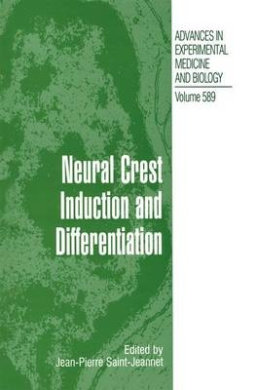 ADVANCES IN
EXPERIMENTAL
MEDICINE
AND BIOLOGY
Volume 589
Neural Crest
Induction and
Differentiation
Edited by
Jean-Pierre Saint-Jeannet